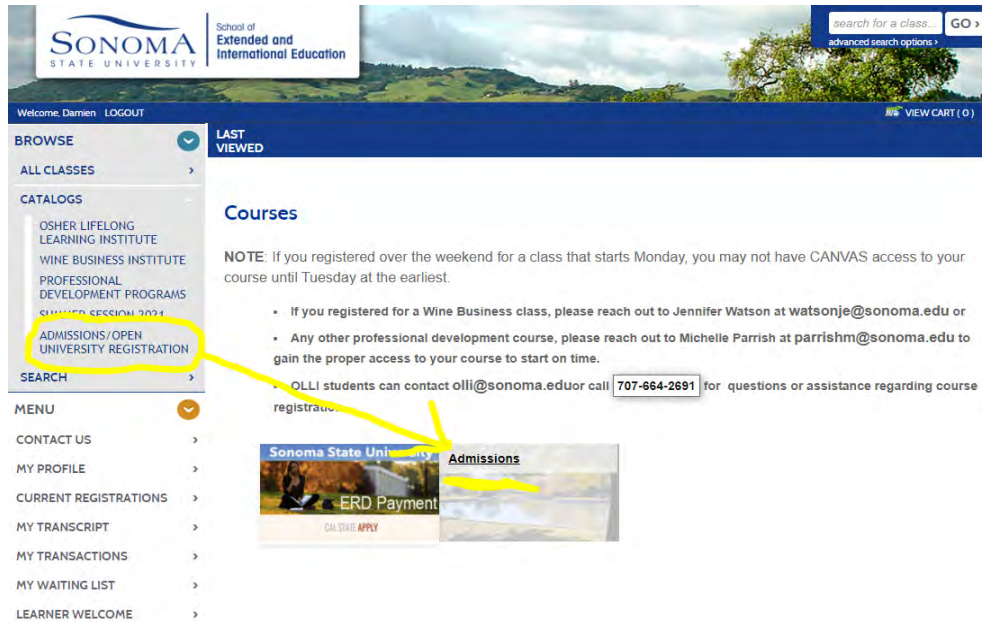 SONOMA
STATE UNIVERSITY
School of
Extended and
International Education
search for a class...
GO ›
advanced search options ›
Welcome, Damien LOGOUT
VIEW CART ( 0 )
BROWSE
ALL CLASSES ›
CATALOGS
OSHER LIFELONG
LEARNING INSTITUTE
WINE BUSINESS INSTITUTE
PROFESSIONAL
DEVELOPMENT PROGRAMS
SUMMER SESSION 2021
ADMISSIONS/OPEN
UNIVERSITY REGISTRATION
SEARCH ›
MENU
CONTACT US ›
MY PROFILE ›
CURRENT REGISTRATIONS ›
MY TRANSCRIPT ›
MY TRANSACTIONS ›
MY WAITING LIST ›
LEARNER WELCOME ›
LAST
VIEWED
Courses
NOTE: If you registered over the weekend for a class that starts Monday, you may not have CANVAS access to your
course until Tuesday at the earliest.
• If you registered for a Wine Business class, please reach out to Jennifer Watson at watsonje@sonoma.edu or
• Any other professional development course, please reach out to Michelle Parrish at parrishm@sonoma.edu to
gain the proper access to your course to start on time.
• OLLI students can contact olli@sonoma.eduor call 707-664-2691 for questions or assistance regarding course
registration
Sonoma State University
ERD Payment
CAL STATE APPLY
Admissions